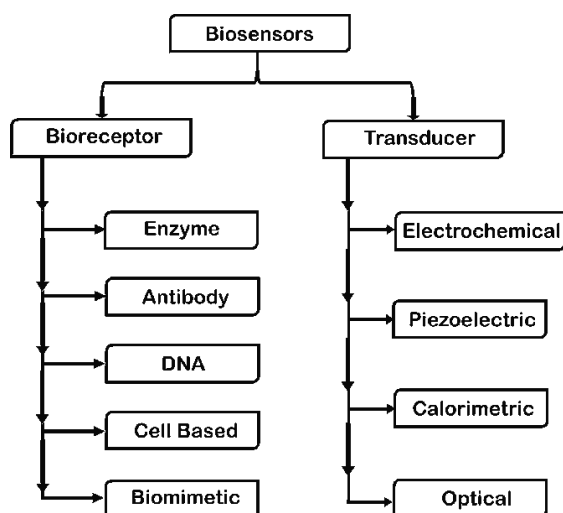 Biosensors
Bioreceptor
Transducer
Enzyme
Antibody
DNA
Cell Based
Biomimetic
Electrochemical
Piezoelectric
Calorimetric
Optical